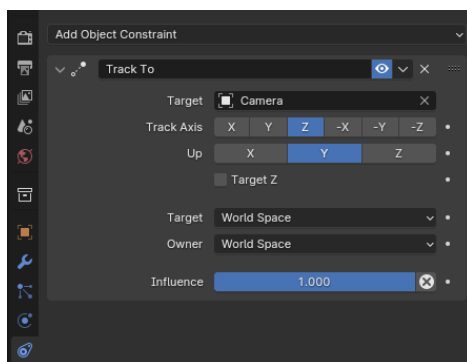 Add Object Constraint
Track To
Target Camera
Track Axis X Y Z -X -Y -Z
Up X Y Z
Target Z
Target World Space
Owner World Space
Influence 1.000